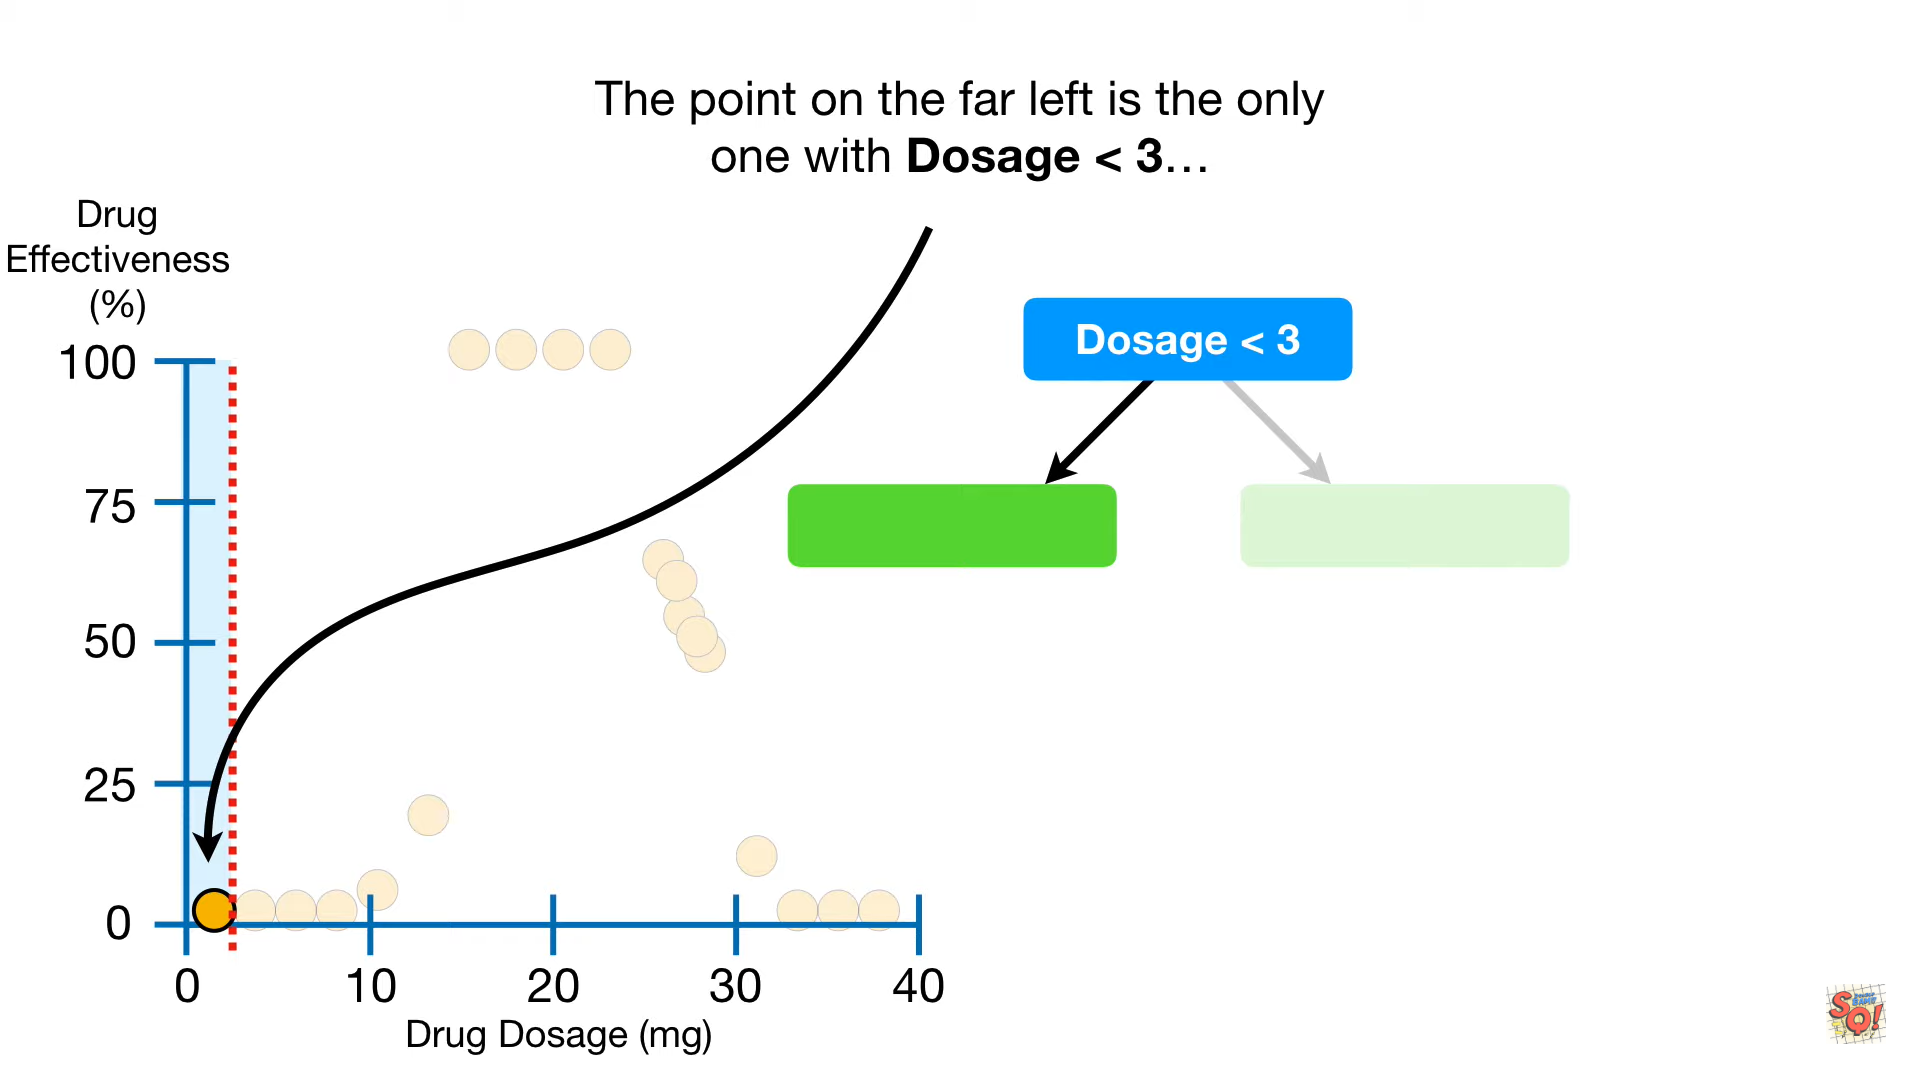 The point on the far left is the only
one with Dosage < 3…
Drug
Effectiveness
(%)
100
75
50
25
0
0 10 20 30 40
Drug Dosage (mg)
Dosage < 3
SQ!